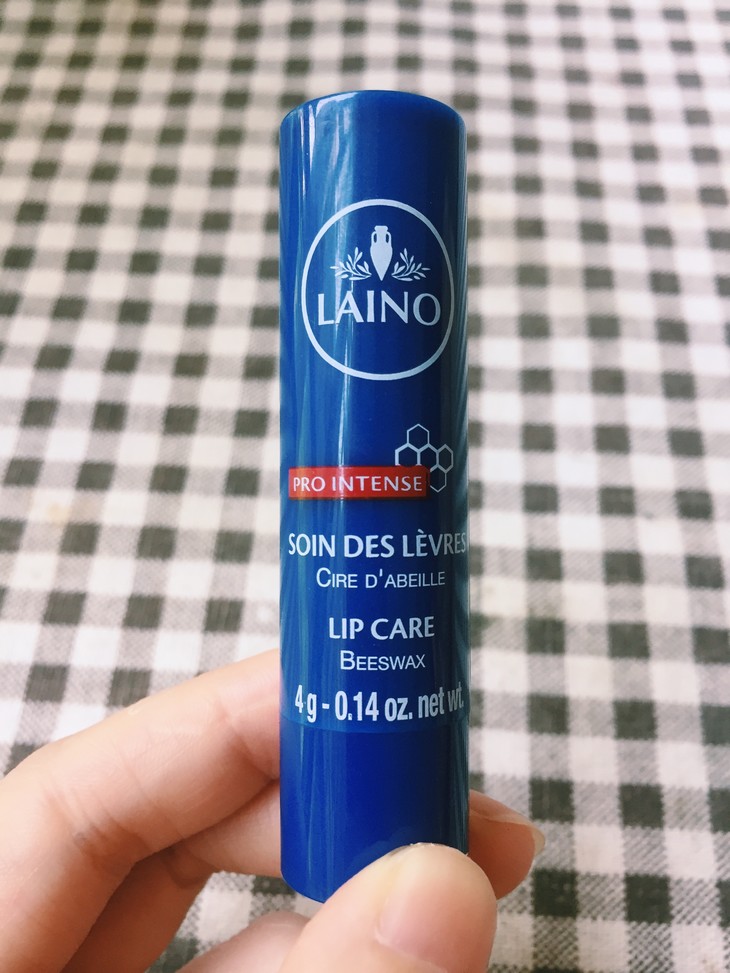 LAINO
PRO INTENSE
SOIN DES LÈVRES
CIRE D'ABEILLE
LIP CARE
BEESWAX
4 g - 0.14 oz. net wt.